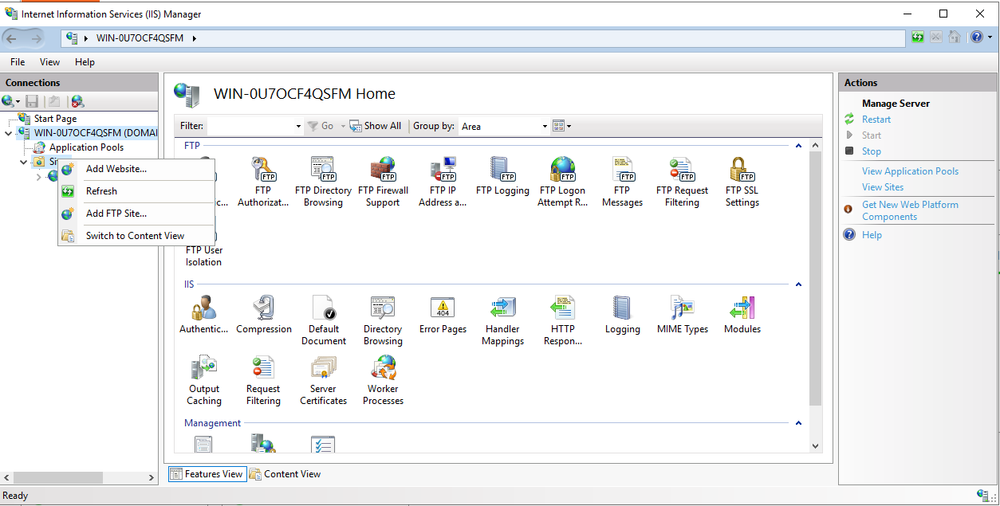 Internet Information Services (IIS) Manager
WIN-0U7OCF4QSFM
File View Help
Connections
Start Page
WIN-0U7OCF4QSFM (DOMAI
Application Pools
Add Website...
Refresh
Add FTP Site...
Switch to Content View
WIN-0U7OCF4QSFM Home
Filter: Go Show All Group by: Area
FTP
FTP Authorizat...
FTP Directory Browsing
FTP Firewall Support
FTP IP Address a...
FTP Logging
FTP Logon Attempt R...
FTP Messages
FTP Request Filtering
FTP SSL Settings
FTP User Isolation
IIS
Authentic...
Compression
Default Document
Directory Browsing
404
Error Pages
Handler Mappings
HTTP Respon...
Logging
MIME Types
Modules
Output Caching
Request Filtering
Server Certificates
Worker Processes
Management
Features View Content View
Actions
Manage Server
Restart
Start
Stop
View Application Pools
View Sites
Get New Web Platform
Components
Help
Ready